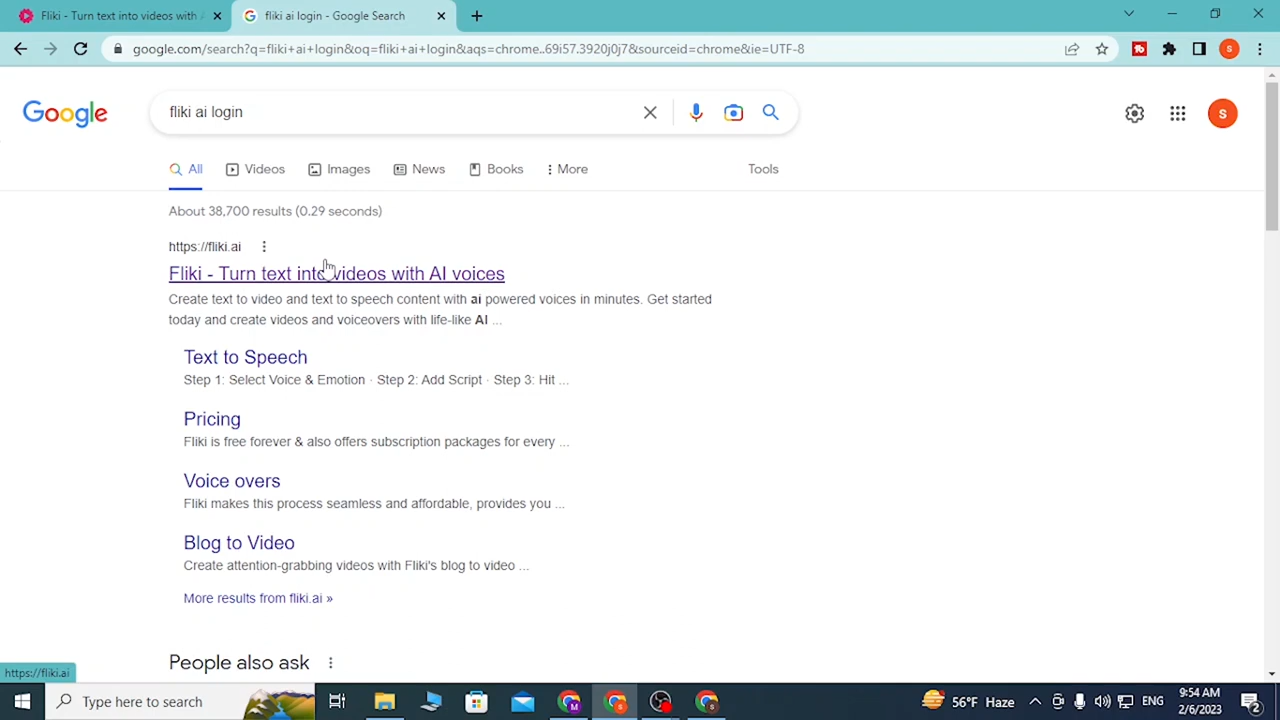 Fliki - Turn text into videos with A
fliki ai login - Google Search
google.com/search?q=fliki+ai+login&oq=fliki+ai+login&aqs=chrome..69i57.3920j0j7&sourceid=chrome&ie=UTF-8
S
Google
fliki ai login
S
All
Videos
Images
News
Books
More
Tools
About 38,700 results (0.29 seconds)
https://fliki.ai
Fliki - Turn text into videos with AI voices
Create text to video and text to speech content with ai powered voices in minutes. Get started
today and create videos and voiceovers with life-like AI ...
Text to Speech
Step 1: Select Voice & Emotion · Step 2: Add Script · Step 3: Hit ...
Pricing
Fliki is free forever & also offers subscription packages for every ...
Voice overs
Fliki makes this process seamless and affordable, provides you ...
Blog to Video
Create attention-grabbing videos with Fliki's blog to video ...
More results from fliki.ai »
People also ask
https://fliki.ai
Type here to search
56°F Haze
ENG
9:54 AM
2/6/2023
2